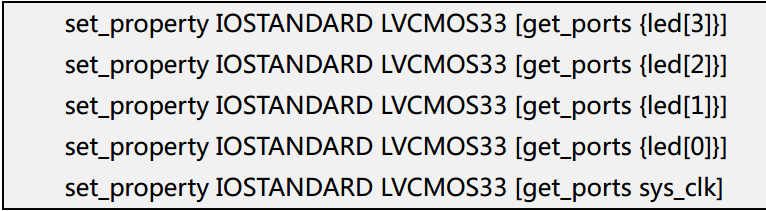 set_property IOSTANDARD LVCMOS33 [get_ports {led[3]}]
set_property IOSTANDARD LVCMOS33 [get_ports {led[2]}]
set_property IOSTANDARD LVCMOS33 [get_ports {led[1]}]
set_property IOSTANDARD LVCMOS33 [get_ports {led[0]}]
set_property IOSTANDARD LVCMOS33 [get_ports sys_clk]